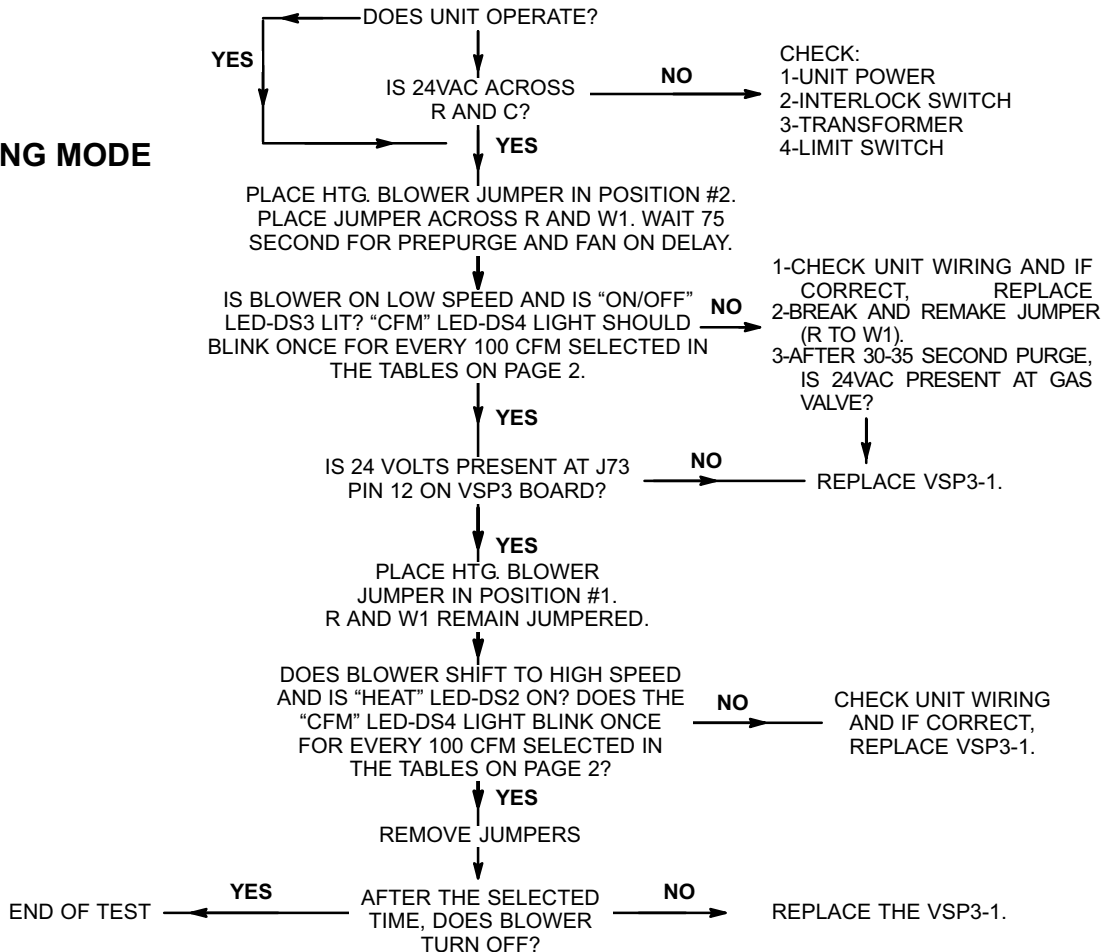 DOES UNIT OPERATE?
YES
IS 24VAC ACROSS
R AND C?
NO
CHECK:
1-UNIT POWER
2-INTERLOCK SWITCH
3-TRANSFORMER
4-LIMIT SWITCH
YES
NG MODE
PLACE HTG. BLOWER JUMPER IN POSITION #2.
PLACE JUMPER ACROSS R AND W1. WAIT 75
SECOND FOR PREPURGE AND FAN ON DELAY.
IS BLOWER ON LOW SPEED AND IS “ON/OFF”
LED-DS3 LIT? “CFM” LED-DS4 LIGHT SHOULD
BLINK ONCE FOR EVERY 100 CFM SELECTED IN
THE TABLES ON PAGE 2.
NO
1-CHECK UNIT WIRING AND IF
CORRECT, REPLACE
2-BREAK AND REMAKE JUMPER
(R TO W1).
3-AFTER 30-35 SECOND PURGE,
IS 24VAC PRESENT AT GAS
VALVE?
YES
IS 24 VOLTS PRESENT AT J73
PIN 12 ON VSP3 BOARD?
NO
REPLACE VSP3-1.
YES
PLACE HTG. BLOWER
JUMPER IN POSITION #1.
R AND W1 REMAIN JUMPERED.
DOES BLOWER SHIFT TO HIGH SPEED
AND IS “HEAT” LED-DS2 ON? DOES THE
“CFM” LED-DS4 LIGHT BLINK ONCE
FOR EVERY 100 CFM SELECTED IN
THE TABLES ON PAGE 2?
NO
CHECK UNIT WIRING
AND IF CORRECT,
REPLACE VSP3-1.
YES
REMOVE JUMPERS
AFTER THE SELECTED
TIME, DOES BLOWER
TURN OFF?
YES
END OF TEST
NO
REPLACE THE VSP3-1.